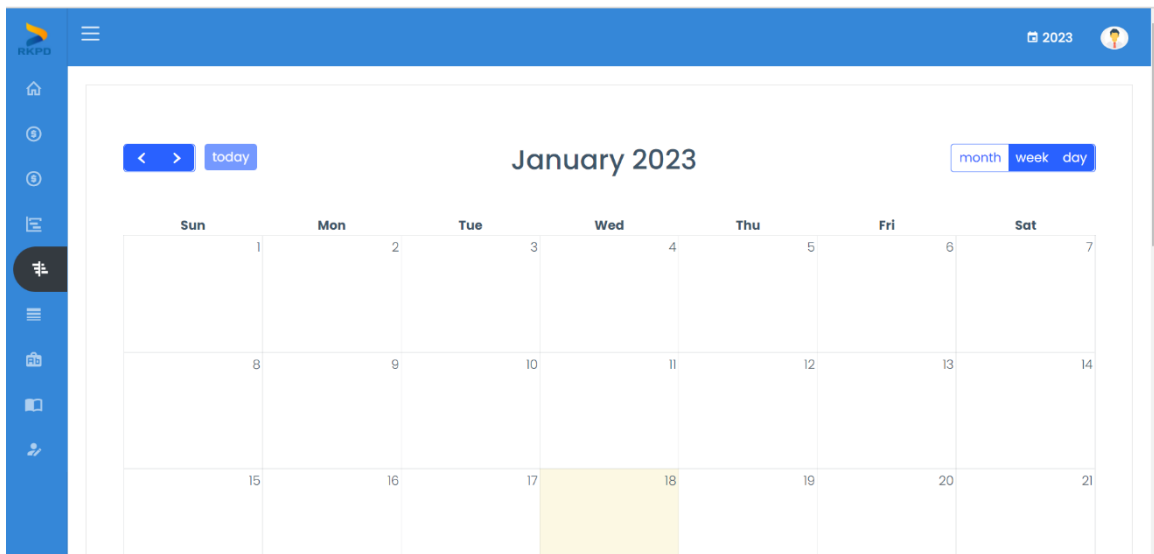 RKPD
2023
today
January 2023
month week day
Sun Mon Tue Wed Thu Fri Sat
1 2 3 4 5 6 7
8 9 10 11 12 13 14
15 16 17 18 19 20 21